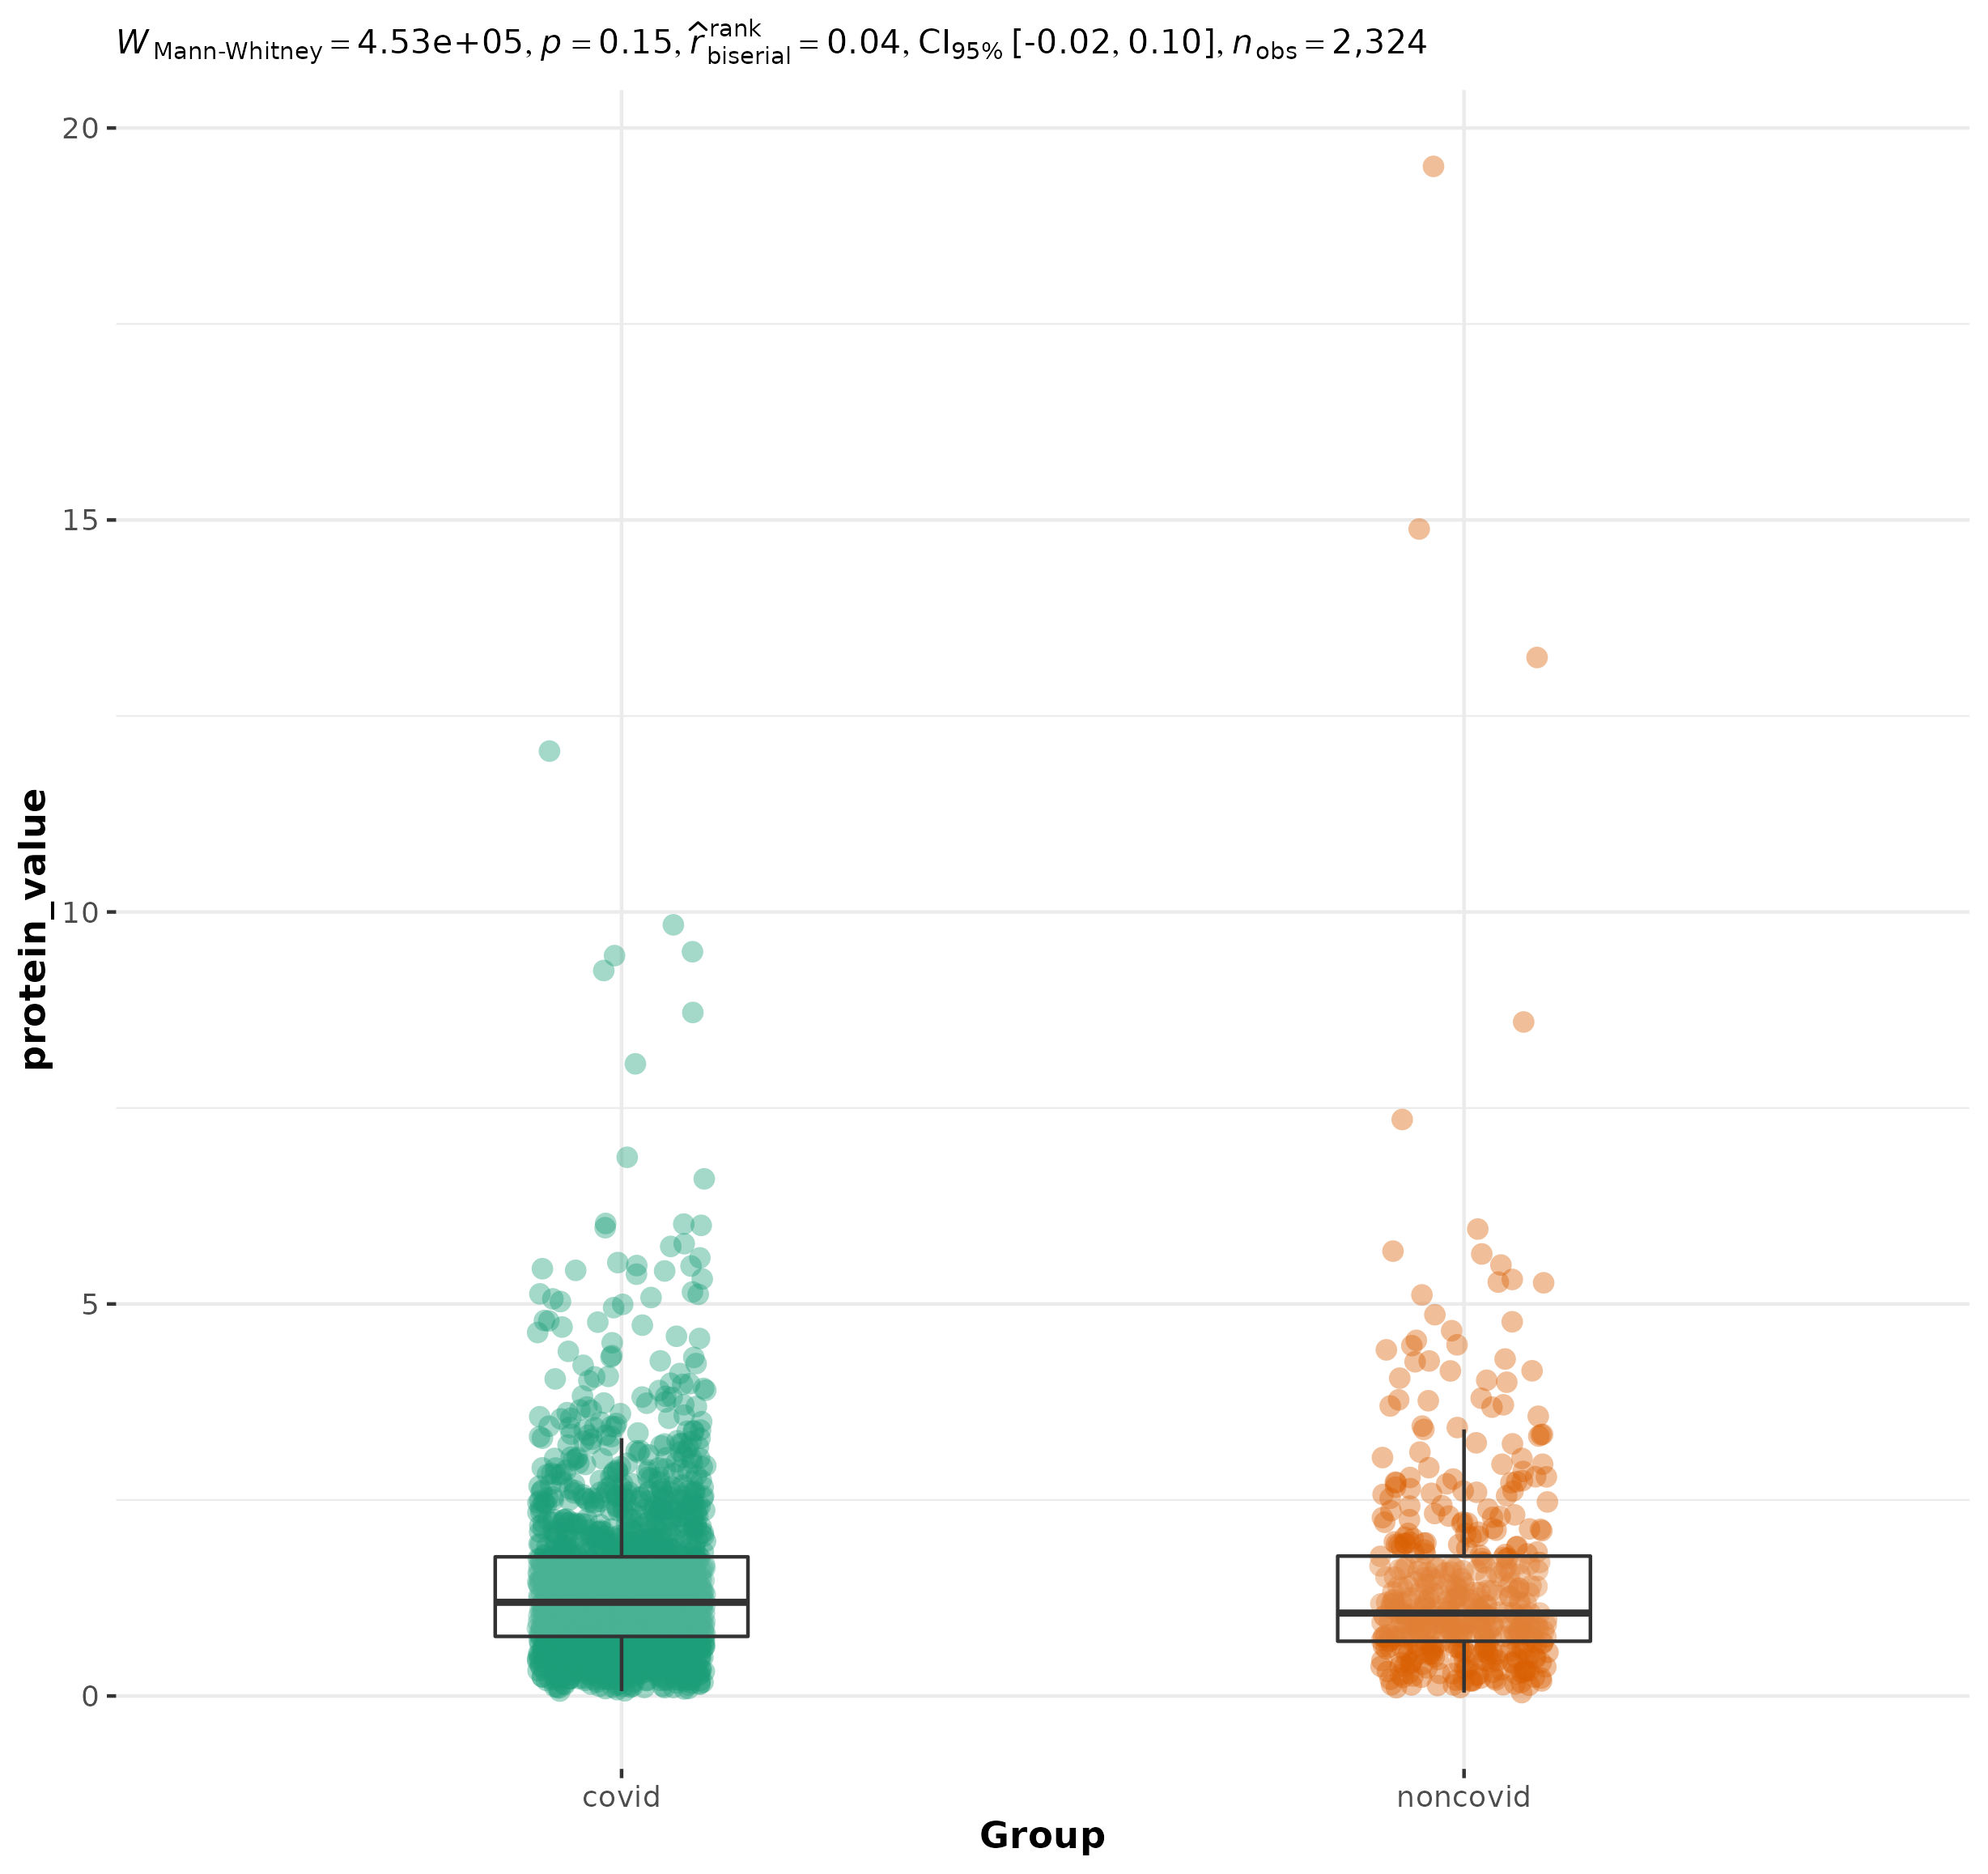 W Mann-Whitney = 4.53e+05, p = 0.15, r̂ rank biserial = 0.04, CI95% [-0.02, 0.10], nobs = 2,324
20
15
10
5
0
protein_value
covid noncovid
Group